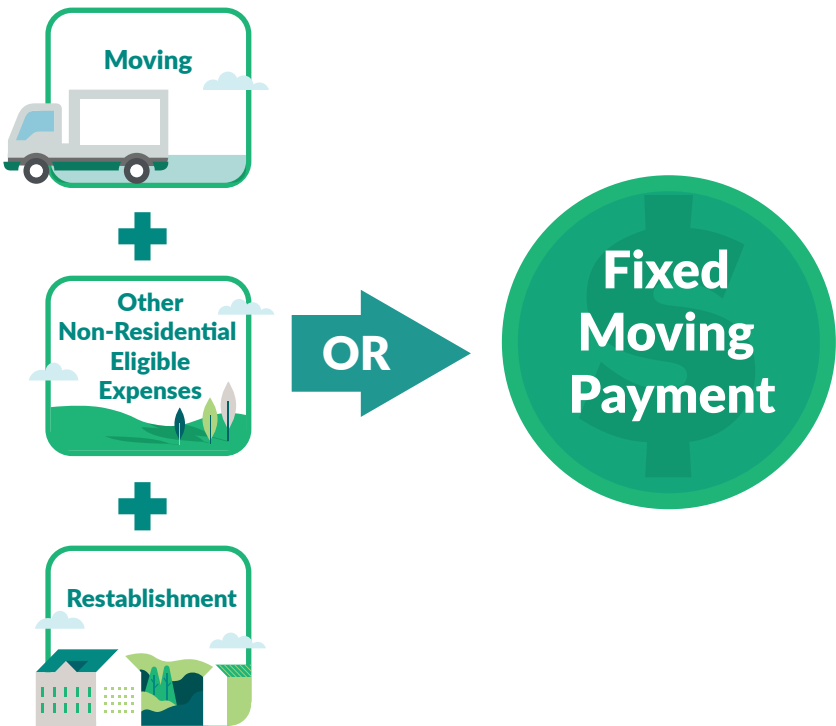 Moving
Other
Non-Residential
Eligible
Expenses
Restablishment
OR
Fixed
Moving
Payment